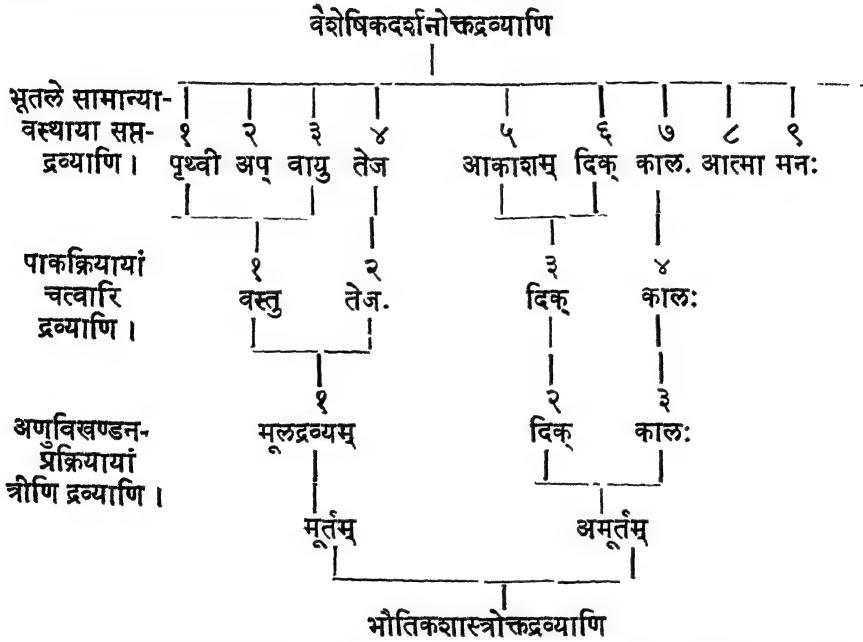 वैशेषिकदर्शनोक्तद्रव्याणि
भूतले सामान्या-
वस्थाया सप्त-
द्रव्याणि ।
१ २ ३ ४ ५ ६ ७ ८ ९
पृथ्वी अप् वायु तेज आकाशम् दिक् काल. आत्मा मनः
पाकक्रियायां
चत्वारि
द्रव्याणि ।
१ २ ३ ४
वस्तु तेज. दिक् कालः
अणुविखण्डन-
प्रक्रियायां
त्रीणि द्रव्याणि ।
१ २ ३
मूलद्रव्यम् दिक् कालः
मूर्तम् अमूर्तम्
भौतिकशास्त्रोक्तद्रव्याणि